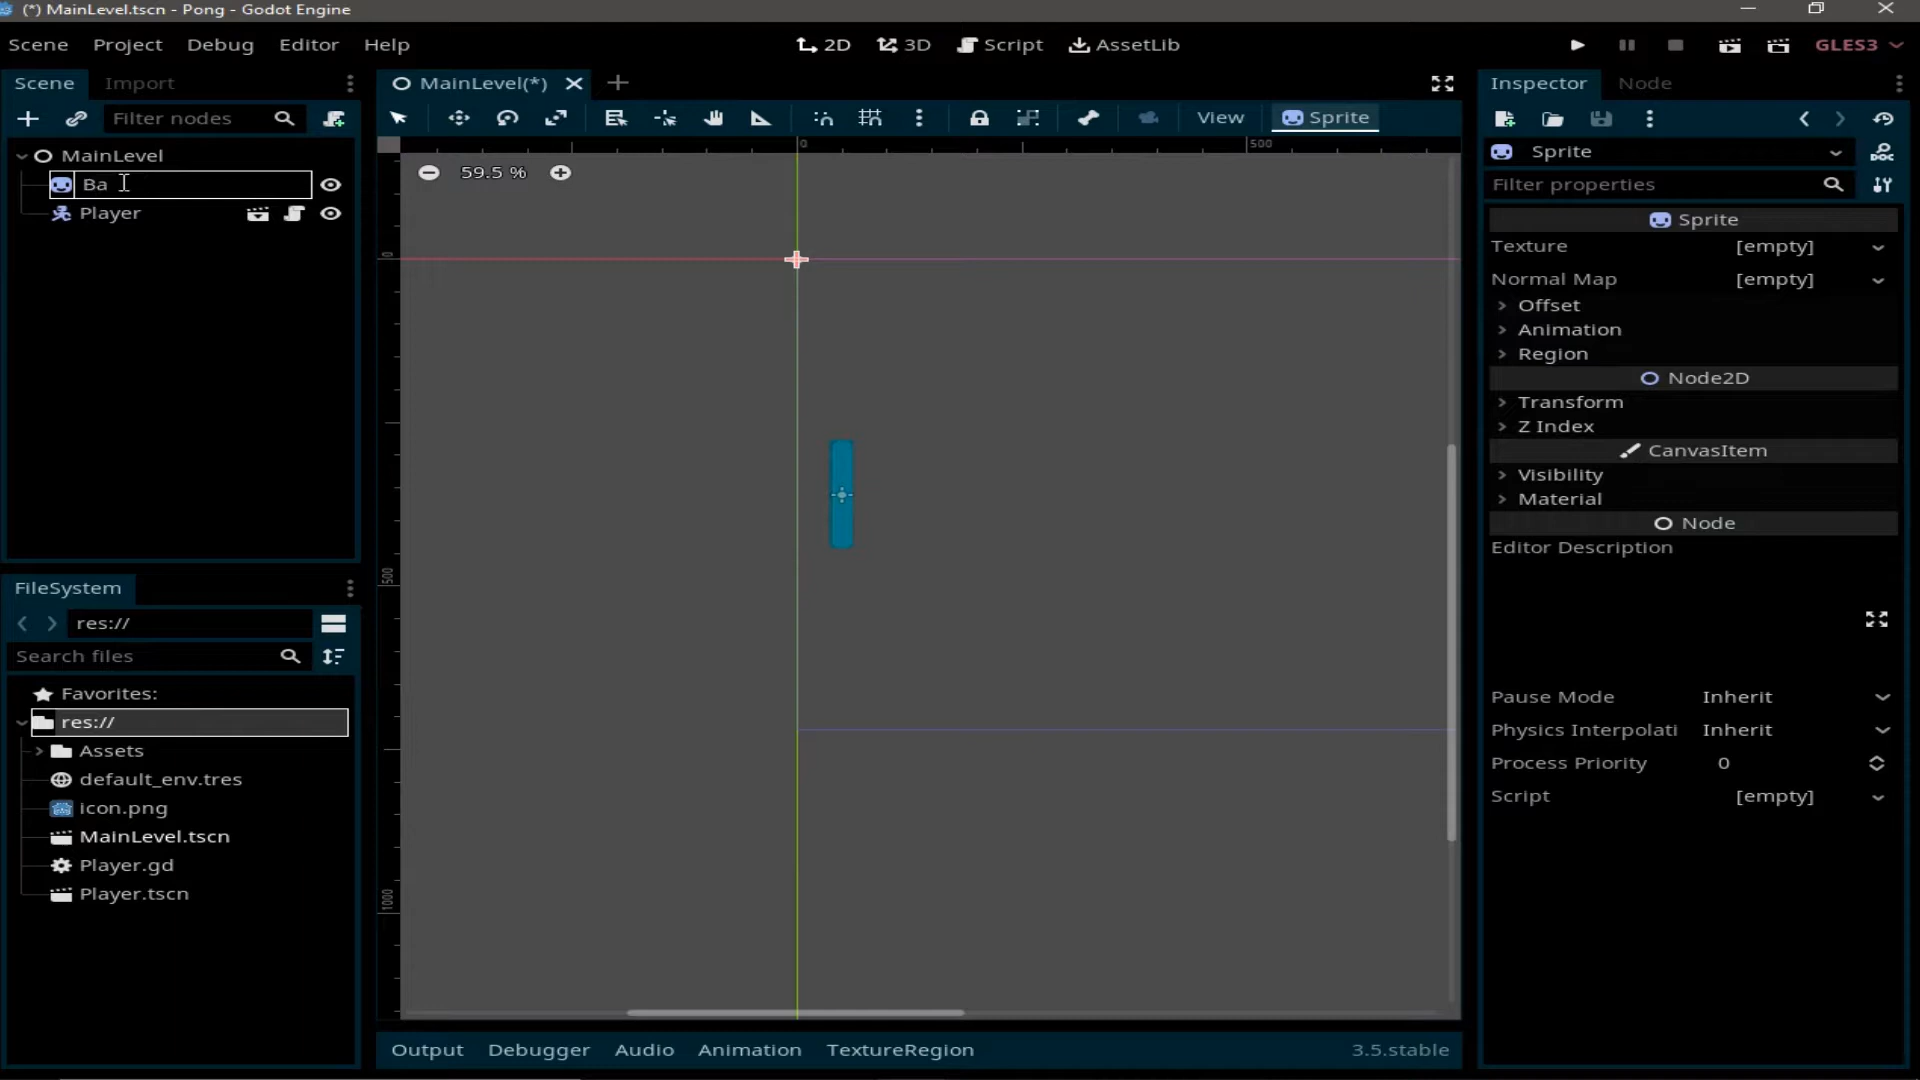 (*) MainLevel.tscn - Pong - Godot Engine
Scene Project Debug Editor Help
2D 3D Script AssetLib
GLES3
Scene Import
MainLevel(*)
Inspector Node
Filter nodes
View Sprite
MainLevel
Ba
Player
59.5 %
0
500
0
500
1000
Sprite
Filter properties
Sprite
Texture [empty]
Normal Map [empty]
Offset
Animation
Region
Node2D
Transform
Z Index
CanvasItem
Visibility
Material
Node
Editor Description
Pause Mode Inherit
Physics Interpolati Inherit
Process Priority 0
Script [empty]
FileSystem
res://
Search files
Favorites:
res://
Assets
default_env.tres
icon.png
MainLevel.tscn
Player.gd
Player.tscn
Output Debugger Audio Animation TextureRegion
3.5.stable